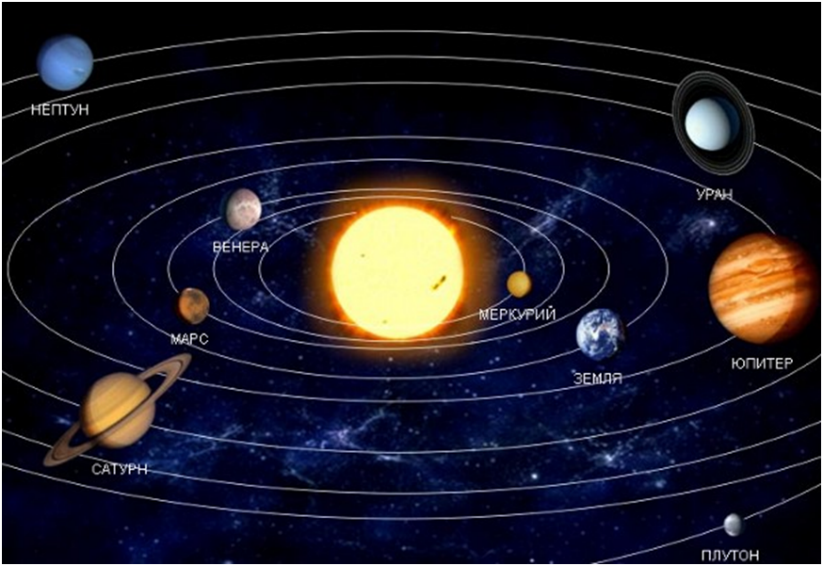 НЕПТУН
УРАН
ВЕНЕРА
МЕРКУРИЙ
МАРС
ЮПИТЕР
ЗЕМЛЯ
САТУРН
ПЛУТОН